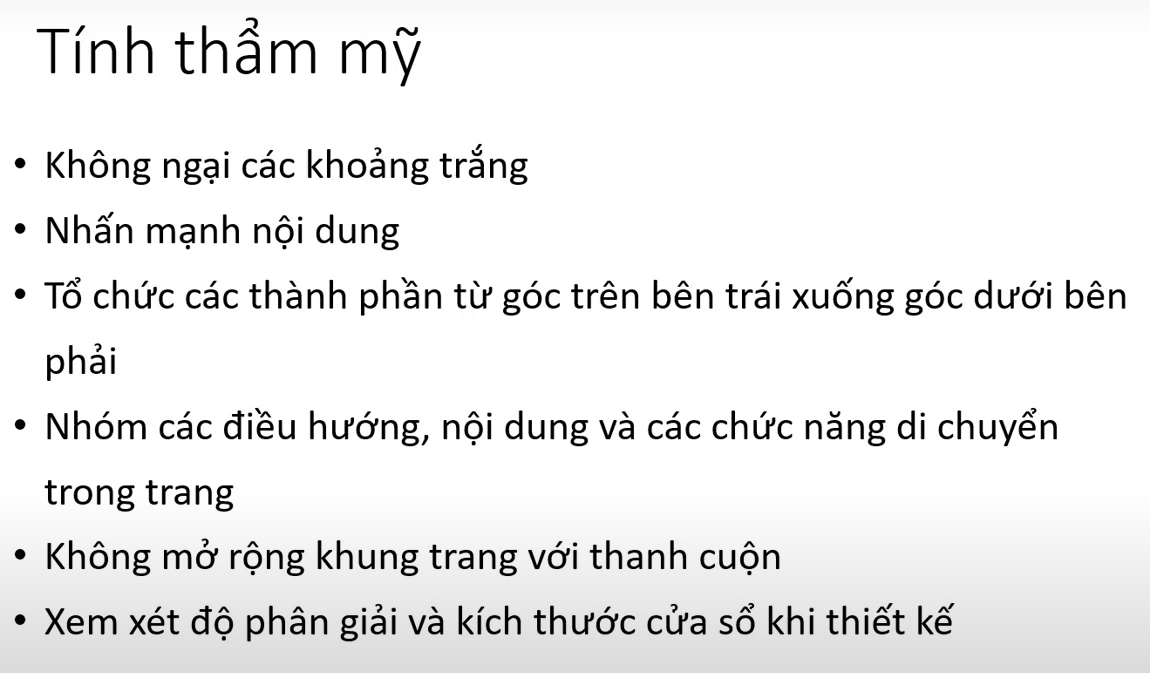 Tính thẩm mỹ
• Không ngại các khoảng trắng
• Nhấn mạnh nội dung
• Tổ chức các thành phần từ góc trên bên trái xuống góc dưới bên
phải
• Nhóm các điều hướng, nội dung và các chức năng di chuyển
trong trang
• Không mở rộng khung trang với thanh cuộn
• Xem xét độ phân giải và kích thước cửa sổ khi thiết kế